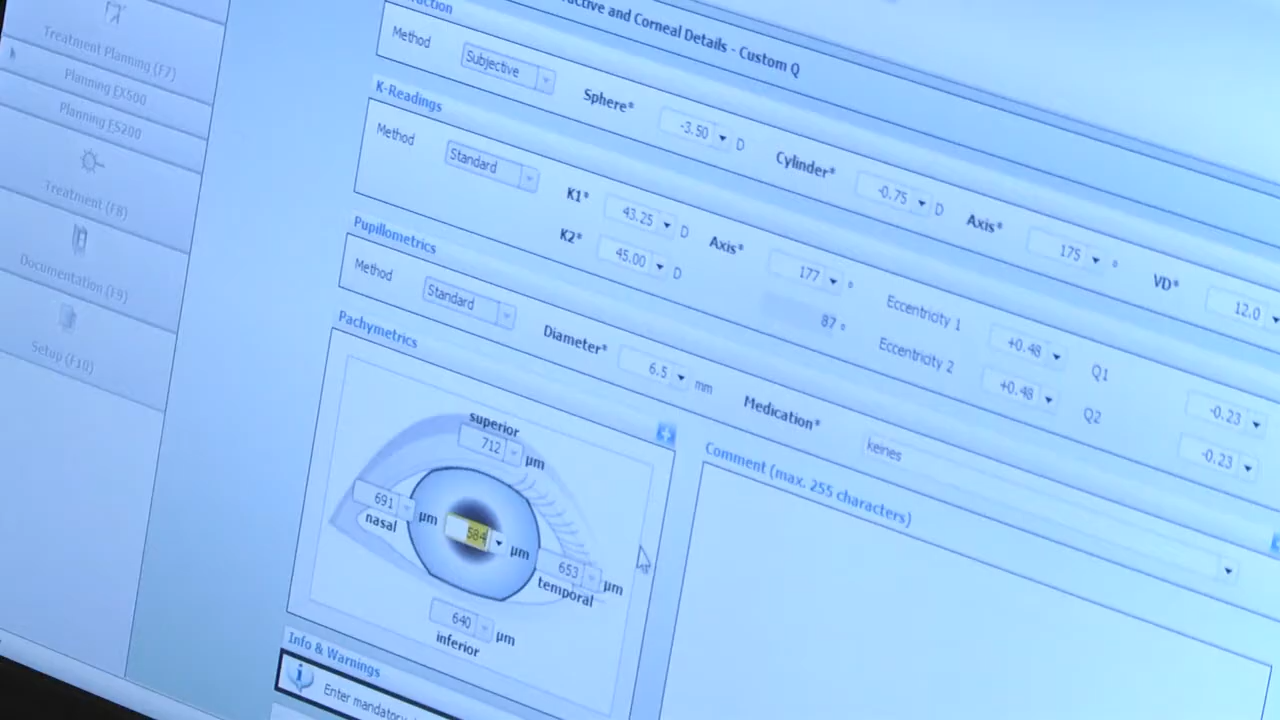 Treatment Planning (F7)
Planning EX500
Planning FS200
Treatment (F8)
Documentation (F9)
Setup (F10)
and Corneal Details - Custom Q
Method Subjective Sphere* -3.50 D Cylinder* -0.75 D Axis* 175 ° VD* 12.0
K-Readings
Method Standard K1* 43.25 D Axis* 177 ° Eccentricity 1 +0.48 Q1 -0.23
K2* 45.00 D 87 ° Eccentricity 2 +0.48 Q2 -0.23
Pupillometrics
Method Standard Diameter* 6.5 mm Medication* keines
Pachymetrics
superior
712 µm
691 µm
nasal
584 µm
653 µm
temporal
640 µm
inferior
Comment (max. 255 characters)
Info & Warnings
Enter mandatory